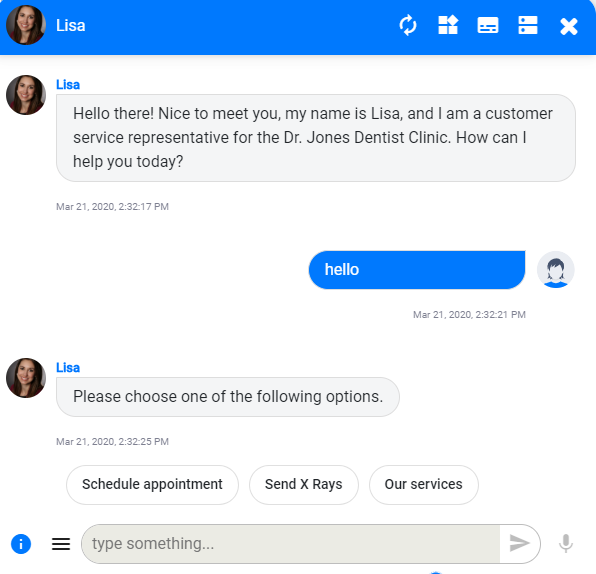 Lisa
Lisa
Hello there! Nice to meet you, my name is Lisa, and I am a customer
service representative for the Dr. Jones Dentist Clinic. How can I
help you today?
Mar 21, 2020, 2:32:17 PM
hello
Mar 21, 2020, 2:32:21 PM
Lisa
Please choose one of the following options.
Mar 21, 2020, 2:32:25 PM
Schedule appointment Send X Rays Our services
type something...